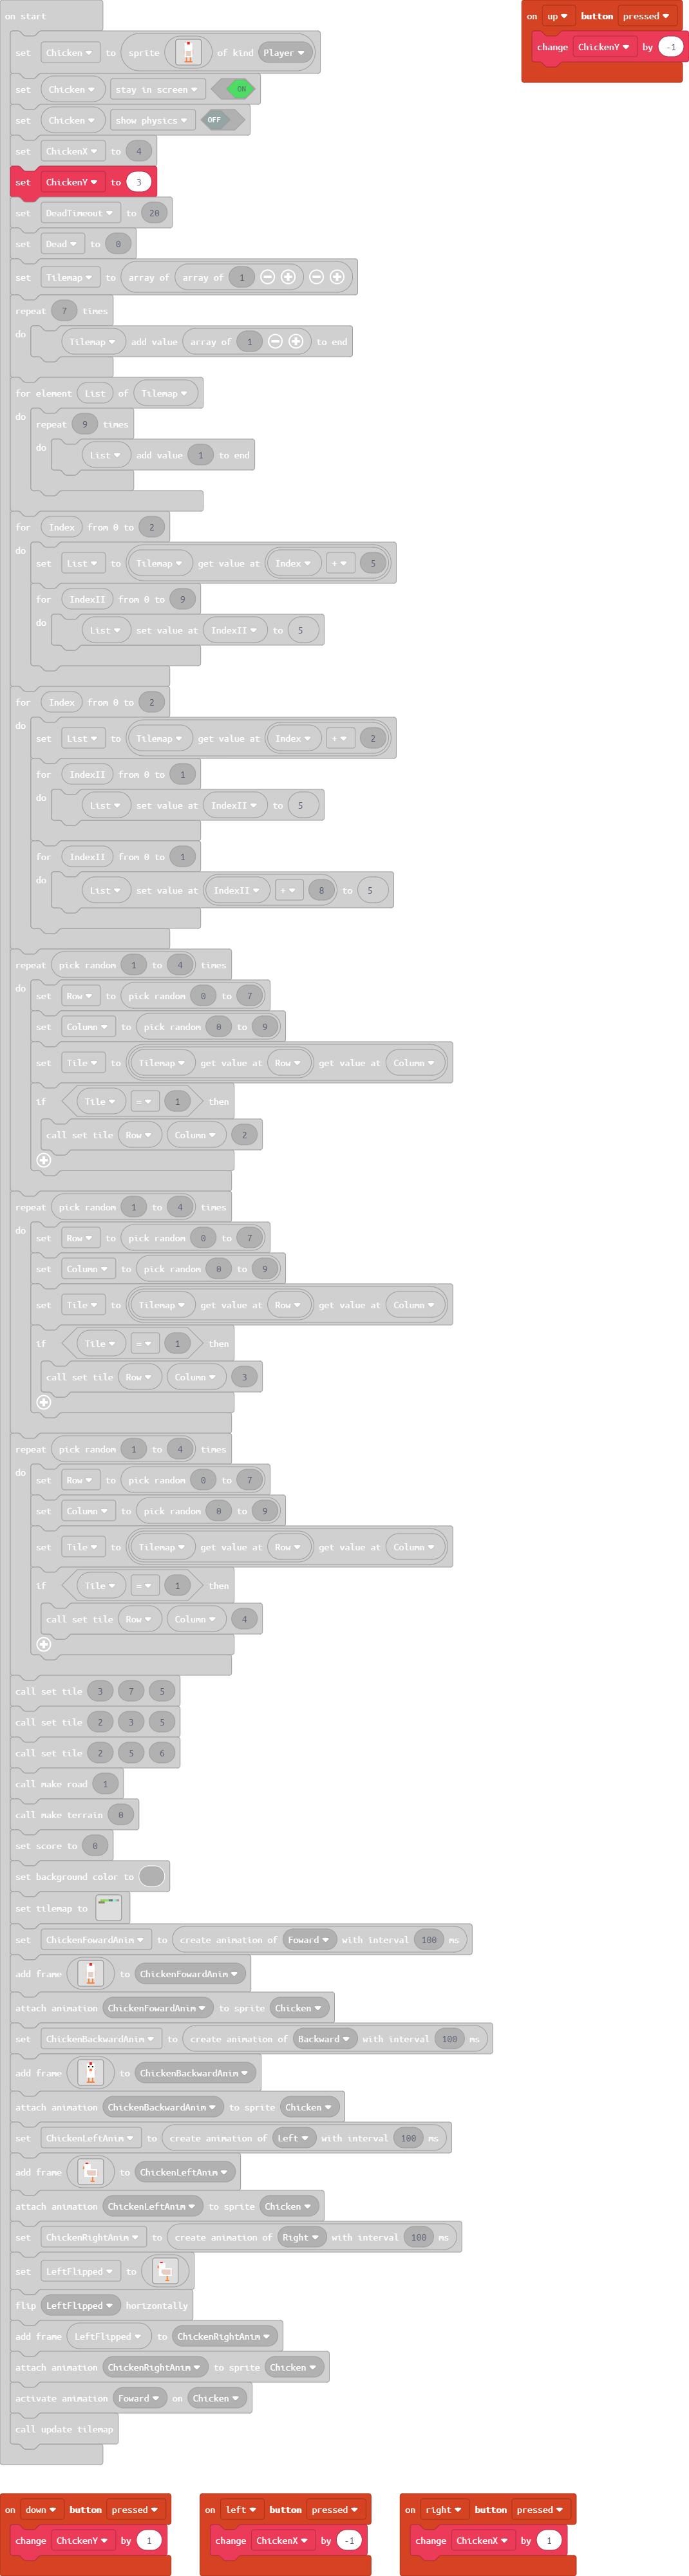 on start
set Chicken to sprite of kind Player
set Chicken stay in screen ON
set Chicken show physics OFF
set ChickenX to 4
set ChickenY to 3
set DeadTimeout to 20
set Dead to 0
set Tilemap to array of array of 1
repeat 7 times
do Tilemap add value array of 1 to end
for element List of Tilemap
do repeat 9 times
do List add value 1 to end
for Index from 0 to 2
do set List to Tilemap get value at Index + 5
for IndexII from 0 to 9
do List set value at IndexII to 5
for Index from 0 to 2
do set List to Tilemap get value at Index + 2
for IndexII from 0 to 1
do List set value at IndexII to 5
for IndexII from 0 to 1
do List set value at IndexII + 8 to 5
repeat pick random 1 to 4 times
do set Row to pick random 0 to 7
set Column to pick random 0 to 9
set Tile to Tilemap get value at Row get value at Column
if Tile = 1 then
call set tile Row Column 2
repeat pick random 1 to 4 times
do set Row to pick random 0 to 7
set Column to pick random 0 to 9
set Tile to Tilemap get value at Row get value at Column
if Tile = 1 then
call set tile Row Column 3
repeat pick random 1 to 4 times
do set Row to pick random 0 to 7
set Column to pick random 0 to 9
set Tile to Tilemap get value at Row get value at Column
if Tile = 1 then
call set tile Row Column 4
call set tile 3 7 5
call set tile 2 3 5
call set tile 2 5 6
call make road 1
call make terrain 0
set score to 0
set background color to
set tilemap to
set ChickenFowardAnim to create animation of Foward with interval 100 ms
add frame to ChickenFowardAnim
attach animation ChickenFowardAnim to sprite Chicken
set ChickenBackwardAnim to create animation of Backward with interval 100 ms
add frame to ChickenBackwardAnim
attach animation ChickenBackwardAnim to sprite Chicken
set ChickenLeftAnim to create animation of Left with interval 100 ms
add frame to ChickenLeftAnim
attach animation ChickenLeftAnim to sprite Chicken
set ChickenRightAnim to create animation of Right with interval 100 ms
set LeftFlipped to
flip LeftFlipped horizontally
add frame LeftFlipped to ChickenRightAnim
attach animation ChickenRightAnim to sprite Chicken
activate animation Foward on Chicken
call update tilemap
on up button pressed
change ChickenY by -1
on down button pressed
change ChickenY by 1
on left button pressed
change ChickenX by -1
on right button pressed
change ChickenX by 1